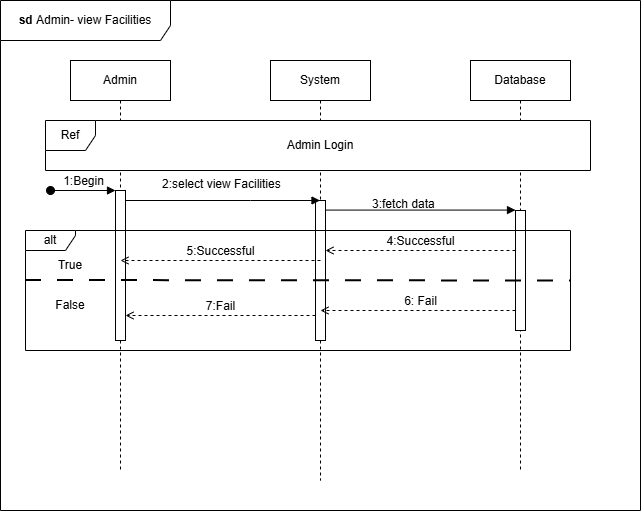 sd Admin- view Facilities
Admin
System
Database
Ref
Admin Login
1:Begin
2:select view Facilities
3:fetch data
alt
4:Successful
5:Successful
True
False
6: Fail
7:Fail